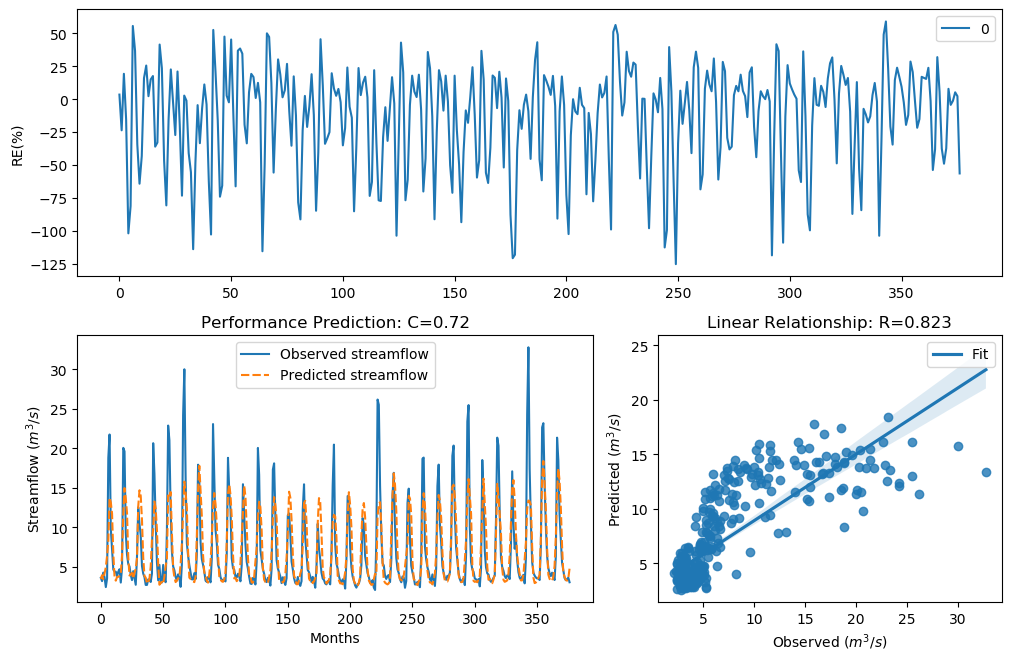 RE(%)
50
25
0
−25
−50
−75
−100
−125
0 50 100 150 200 250 300 350
0
Performance Prediction: C=0.72
Streamflow (m³/s)
30
25
20
15
10
5
Observed streamflow
Predicted streamflow
0 50 100 150 200 250 300 350
Months
Linear Relationship: R=0.823
Predicted (m³/s)
25
20
15
10
5
Fit
5 10 15 20 25 30
Observed (m³/s)